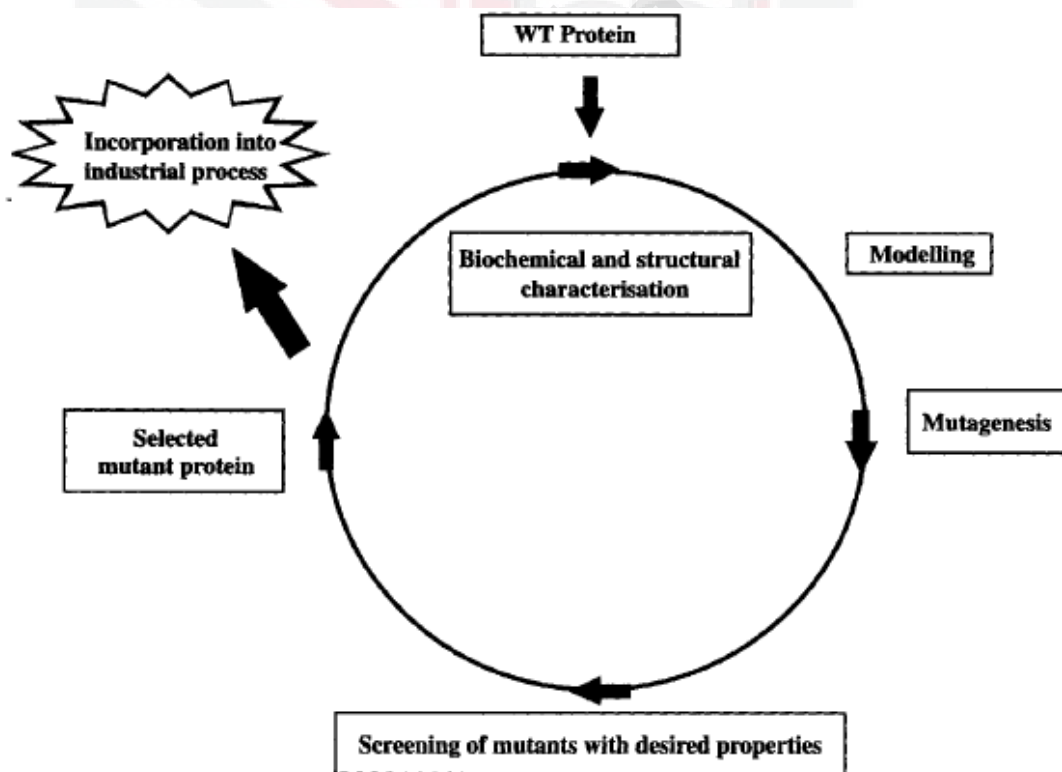 WT Protein
Incorporation into
industrial process
Biochemical and structural
characterisation
Modelling
Mutagenesis
Selected
mutant protein
Screening of mutants with desired properties